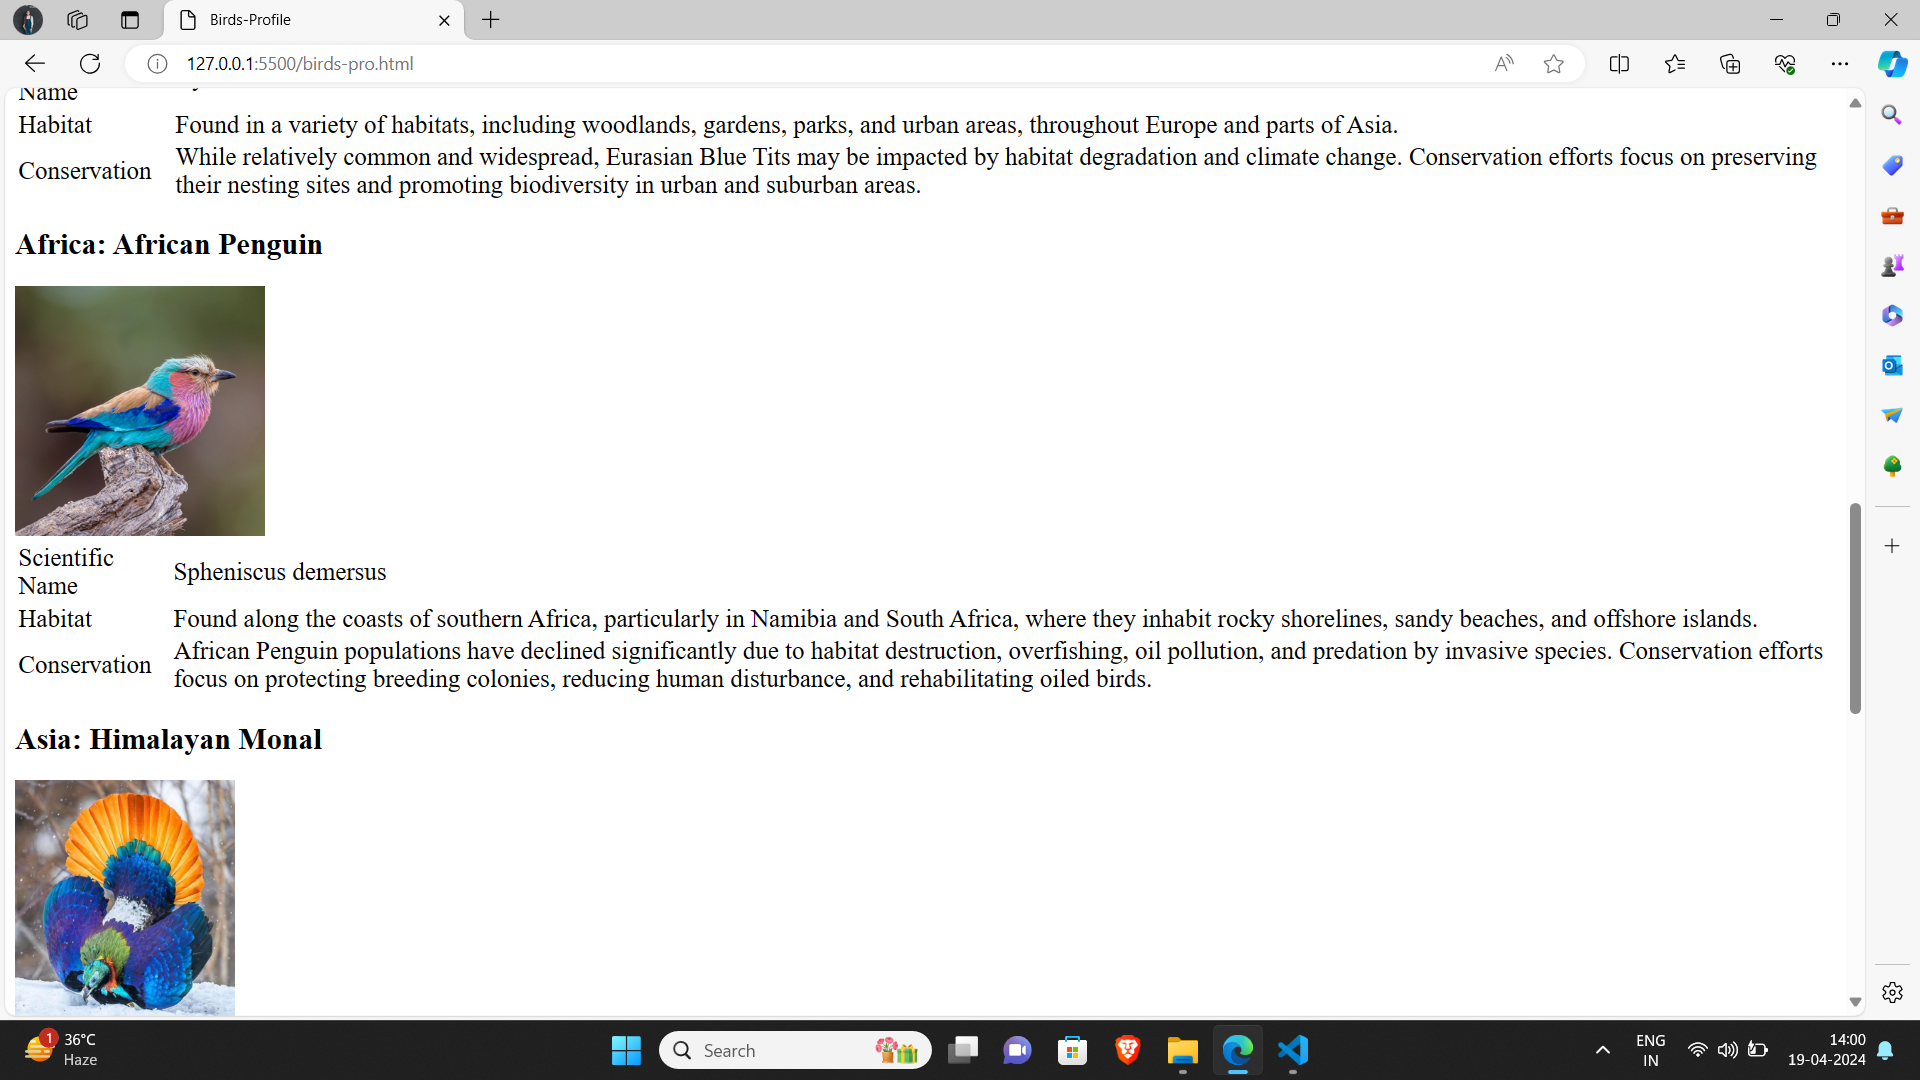 Birds-Profile
127.0.0.1:5500/birds-pro.html
Name
Habitat
Found in a variety of habitats, including woodlands, gardens, parks, and urban areas, throughout Europe and parts of Asia.
Conservation
While relatively common and widespread, Eurasian Blue Tits may be impacted by habitat degradation and climate change. Conservation efforts focus on preserving
their nesting sites and promoting biodiversity in urban and suburban areas.
Africa: African Penguin
Scientific
Name
Spheniscus demersus
Habitat
Found along the coasts of southern Africa, particularly in Namibia and South Africa, where they inhabit rocky shorelines, sandy beaches, and offshore islands.
Conservation
African Penguin populations have declined significantly due to habitat destruction, overfishing, oil pollution, and predation by invasive species. Conservation efforts
focus on protecting breeding colonies, reducing human disturbance, and rehabilitating oiled birds.
Asia: Himalayan Monal
1
36°C
Haze
Search
ENG
IN
14:00
19-04-2024